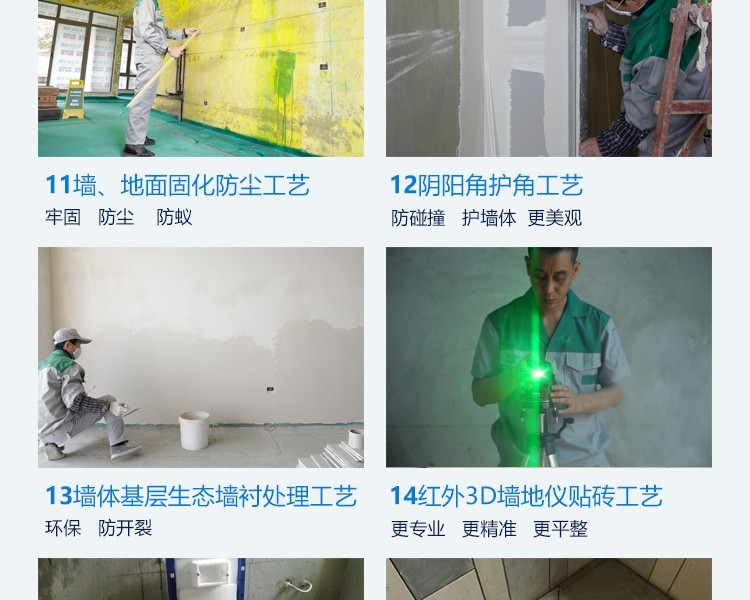 11墙、地面固化防尘工艺
牢固 防尘 防蚁
12阴阳角护角工艺
防碰撞 护墙体 更美观
13墙体基层生态墙衬处理工艺
环保 防开裂
14红外3D墙地仪贴砖工艺
更专业 更精准 更平整